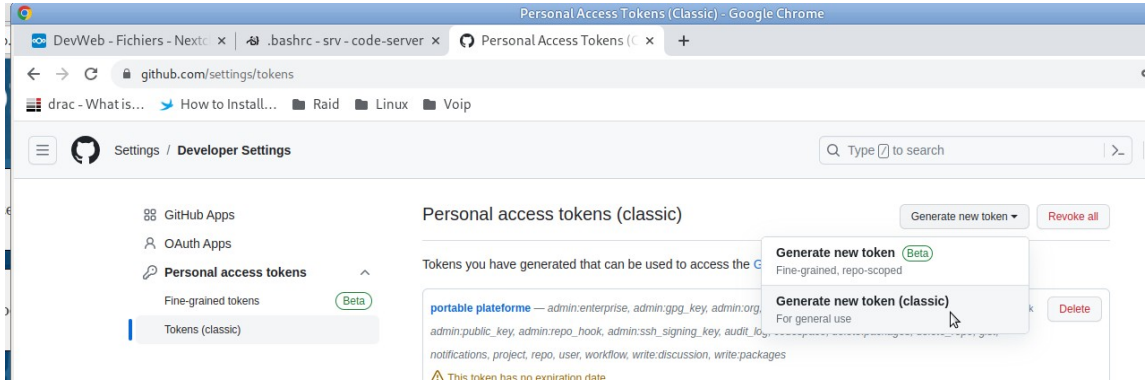 Personal Access Tokens (Classic) - Google Chrome
DevWeb - Fichiers - Nextc
.bashrc - srv - code-server
Personal Access Tokens (C
github.com/settings/tokens
drac - What is... How to Install... Raid Linux Voip
Settings / Developer Settings
Type / to search
GitHub Apps
OAuth Apps
Personal access tokens
Fine-grained tokens Beta
Tokens (classic)
Personal access tokens (classic)
Generate new token
Revoke all
Generate new token Beta
Fine-grained, repo-scoped
Generate new token (classic)
For general use
Tokens you have generated that can be used to access the G
portable plateforme — admin:enterprise, admin:gpg_key, admin:org,
Delete
admin:public_key, admin:repo_hook, admin:ssh_signing_key, audit_log,
notifications, project, repo, user, workflow, write:discussion, write:packages
This token has no expiration date